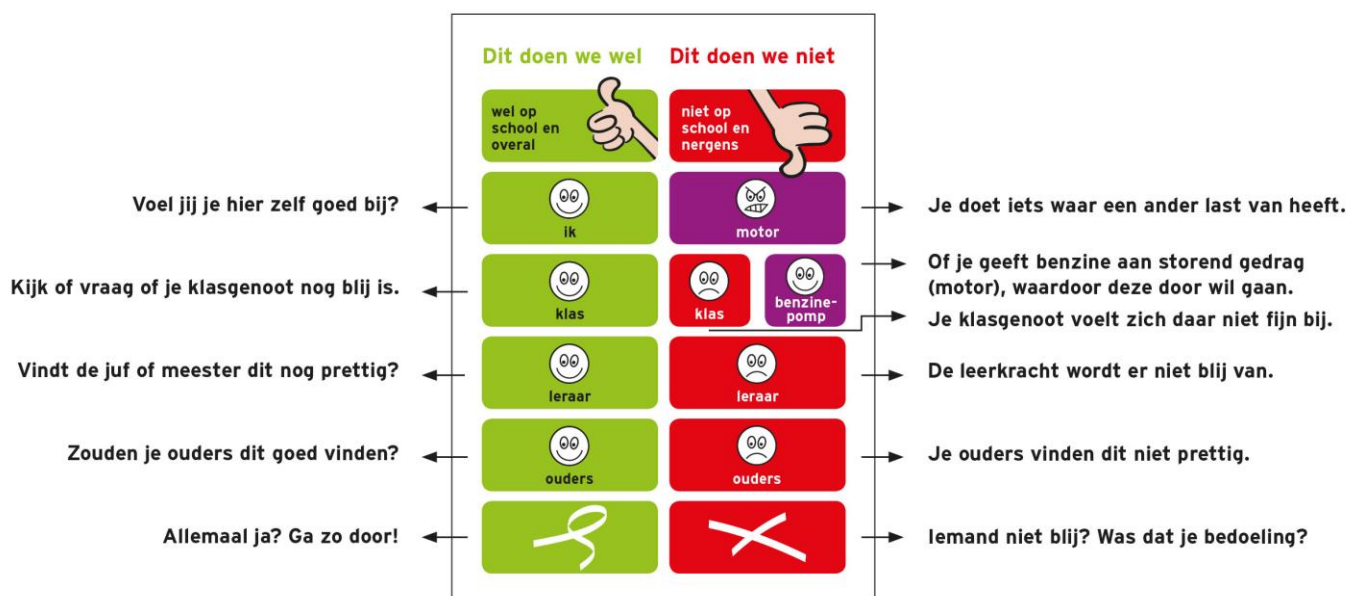 Dit doen we wel
Dit doen we niet
wel op
school en
overal
niet op
school en
nergens
Voel jij je hier zelf goed bij?
ik
motor
Je doet iets waar een ander last van heeft.
Kijk of vraag of je klasgenoot nog blij is.
klas
klas
benzine-
pomp
Of je geeft benzine aan storend gedrag
(motor), waardoor deze door wil gaan.
Je klasgenoot voelt zich daar niet fijn bij.
Vindt de juf of meester dit nog prettig?
leraar
leraar
De leerkracht wordt er niet blij van.
Zouden je ouders dit goed vinden?
ouders
ouders
Je ouders vinden dit niet prettig.
Allemaal ja? Ga zo door!
Iemand niet blij? Was dat je bedoeling?